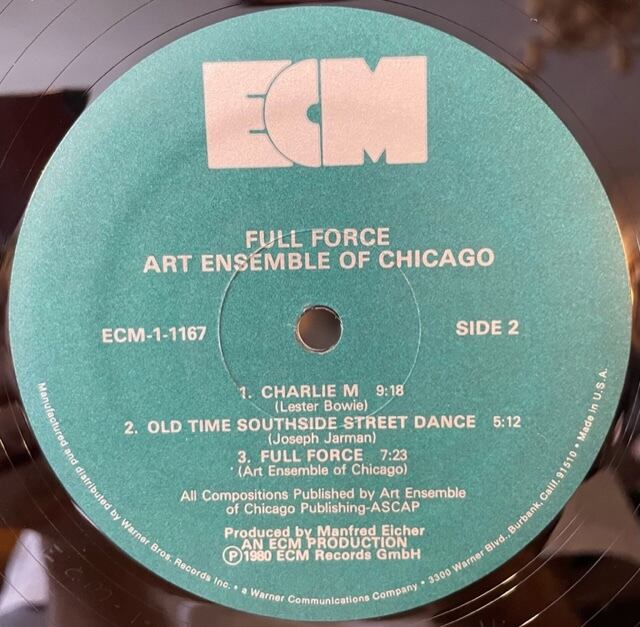 ECM
FULL FORCE
ART ENSEMBLE OF CHICAGO
ECM-1-1167
SIDE 2
1. CHARLIE M 9:18
(Lester Bowie)
2. OLD TIME SOUTHSIDE STREET DANCE 5:12
(Joseph Jarman)
3. FULL FORCE 7:23
(Art Ensemble of Chicago)
All Compositions Published by Art Ensemble
of Chicago Publishing-ASCAP
Produced by Manfred Eicher
AN ECM PRODUCTION
Ⓟ1980 ECM Records GmbH
Manufactured and distributed by Warner Bros. Records Inc. • a Warner Communications Company • 3300 Warner Blvd., Burbank, Calif. 91510 • Made in U.S.A.